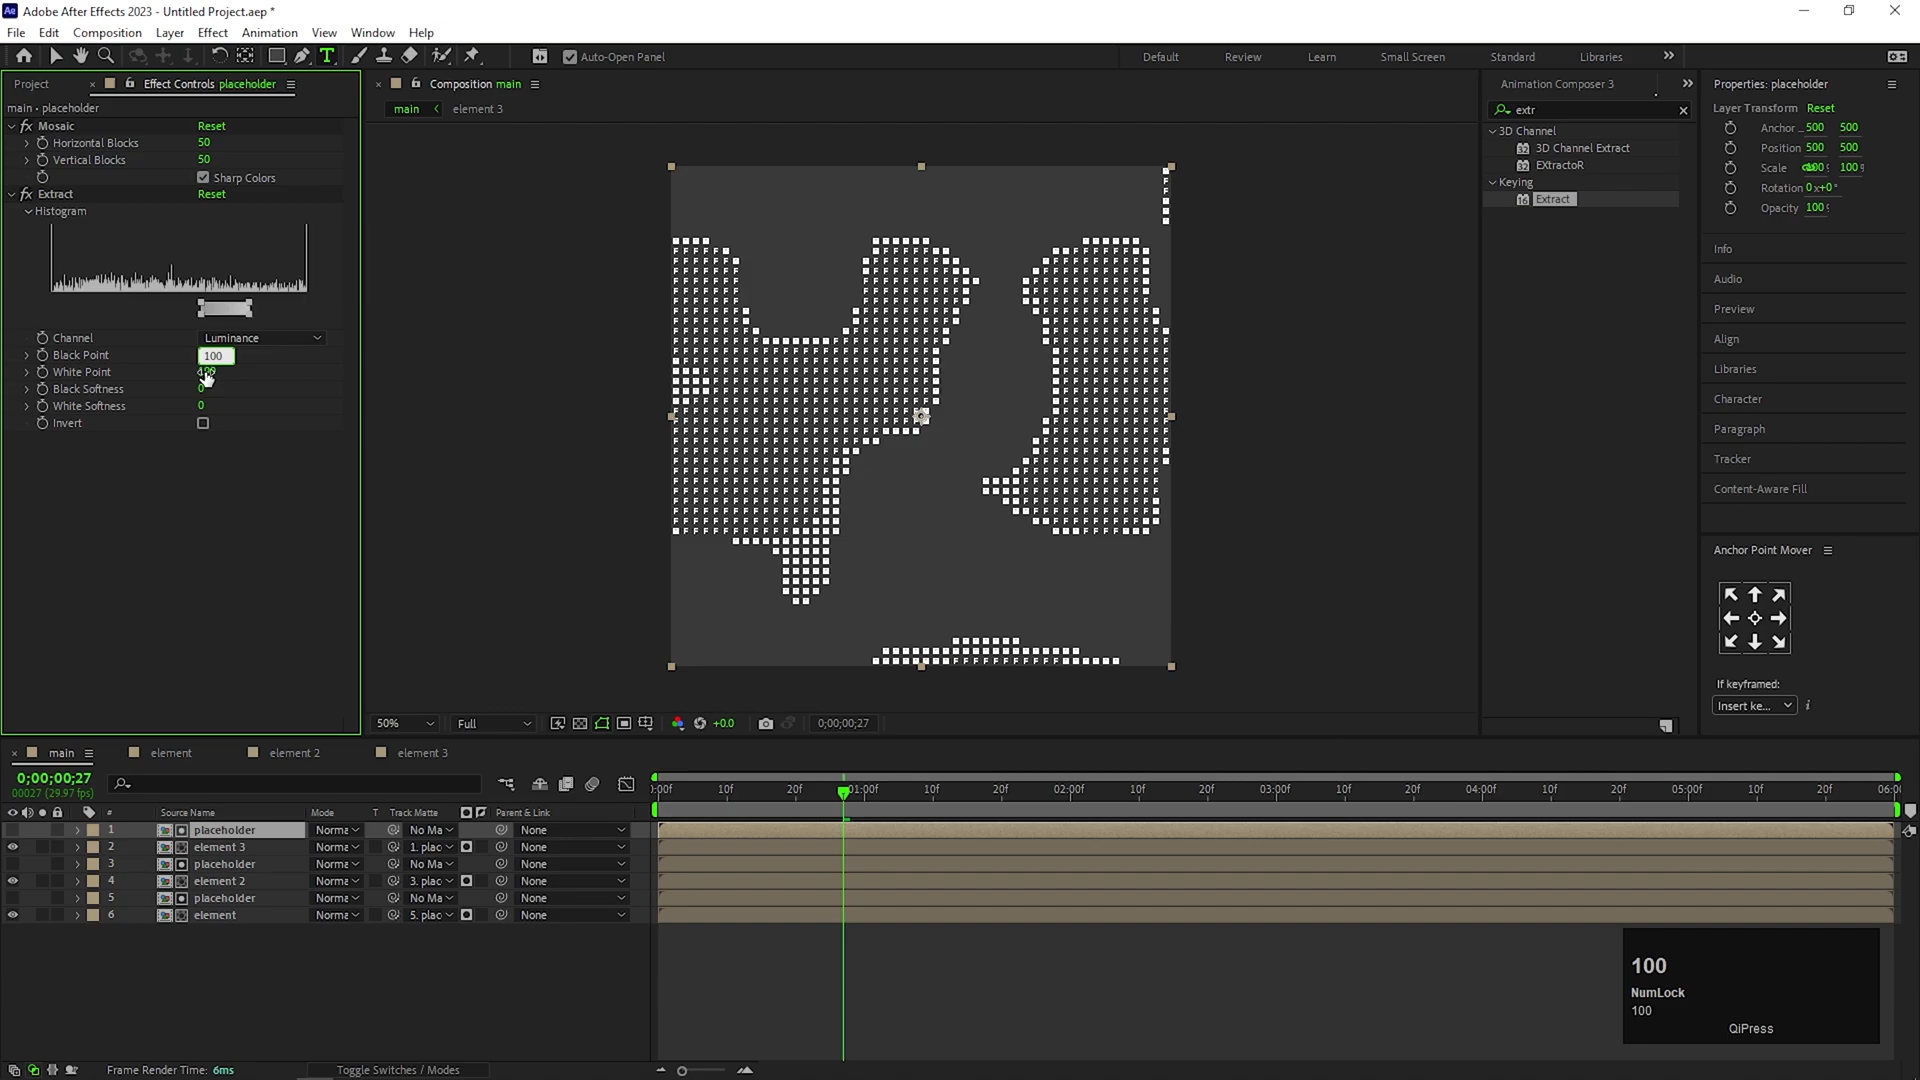 Adobe After Effects 2023 - Untitled Project.aep *
File Edit Composition Layer Effect Animation View Window Help
Auto-Open Panel
Default Review Learn Small Screen Standard Libraries
Project
Effect Controls placeholder
main • placeholder
fx Mosaic Reset
Horizontal Blocks 50
Vertical Blocks 50
Sharp Colors
fx Extract Reset
Histogram
Channel Luminance
Black Point 100
White Point
Black Softness 0
White Softness 0
Invert
Composition main
main element 3
50% Full +0.0 0;00;00;27
Animation Composer 3
extr
3D Channel
3D Channel Extract
EXtractoR
Keying
Extract
Properties: placeholder
Layer Transform Reset
Anchor ... 500 500
Position 500 500
Scale 100 %
Rotation 0x+0°
Opacity 100
Info
Audio
Preview
Align
Libraries
Character
Paragraph
Tracker
Content-Aware Fill
Anchor Point Mover
If keyframed:
Insert ke...
main element element 2 element 3
0;00;00;27
00027 (29.97 fps)
# Source Name Mode T Track Matte Parent & Link
1 placeholder Norma No Ma None
2 element 3 Norma 1. plac None
3 placeholder Norma No Ma None
4 element 2 Norma 3. plac None
5 placeholder Norma No Ma None
6 element Norma 5. plac None
10f 20f 01:00f 10f 20f 02:00f 10f 20f 03:00f 10f 20f 04:00f 10f 20f 05:00f 10f 20f 06:0
100
NumLock
100
QiPress
Frame Render Time: 6ms
Toggle Switches / Modes